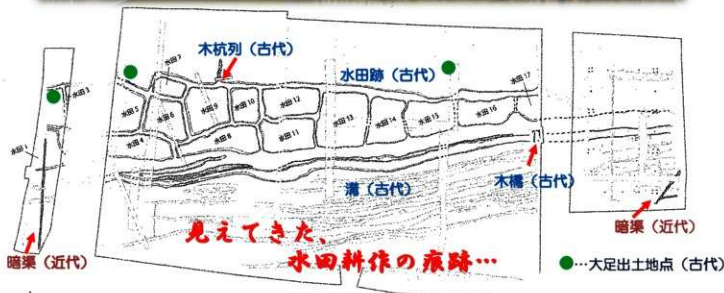 木杭列（古代）
水田跡（古代）
水田7
水田17
水田3
水田5
水田6
水田9
水田10
水田12
水田13
水田14
水田15
水田16
水田1
水田4
水田8
水田11
溝（古代）
木橋（古代）
見えてきた、
水田耕作の痕跡…
暗渠（近代）
暗渠（近代）
●…大足出土地点（古代）